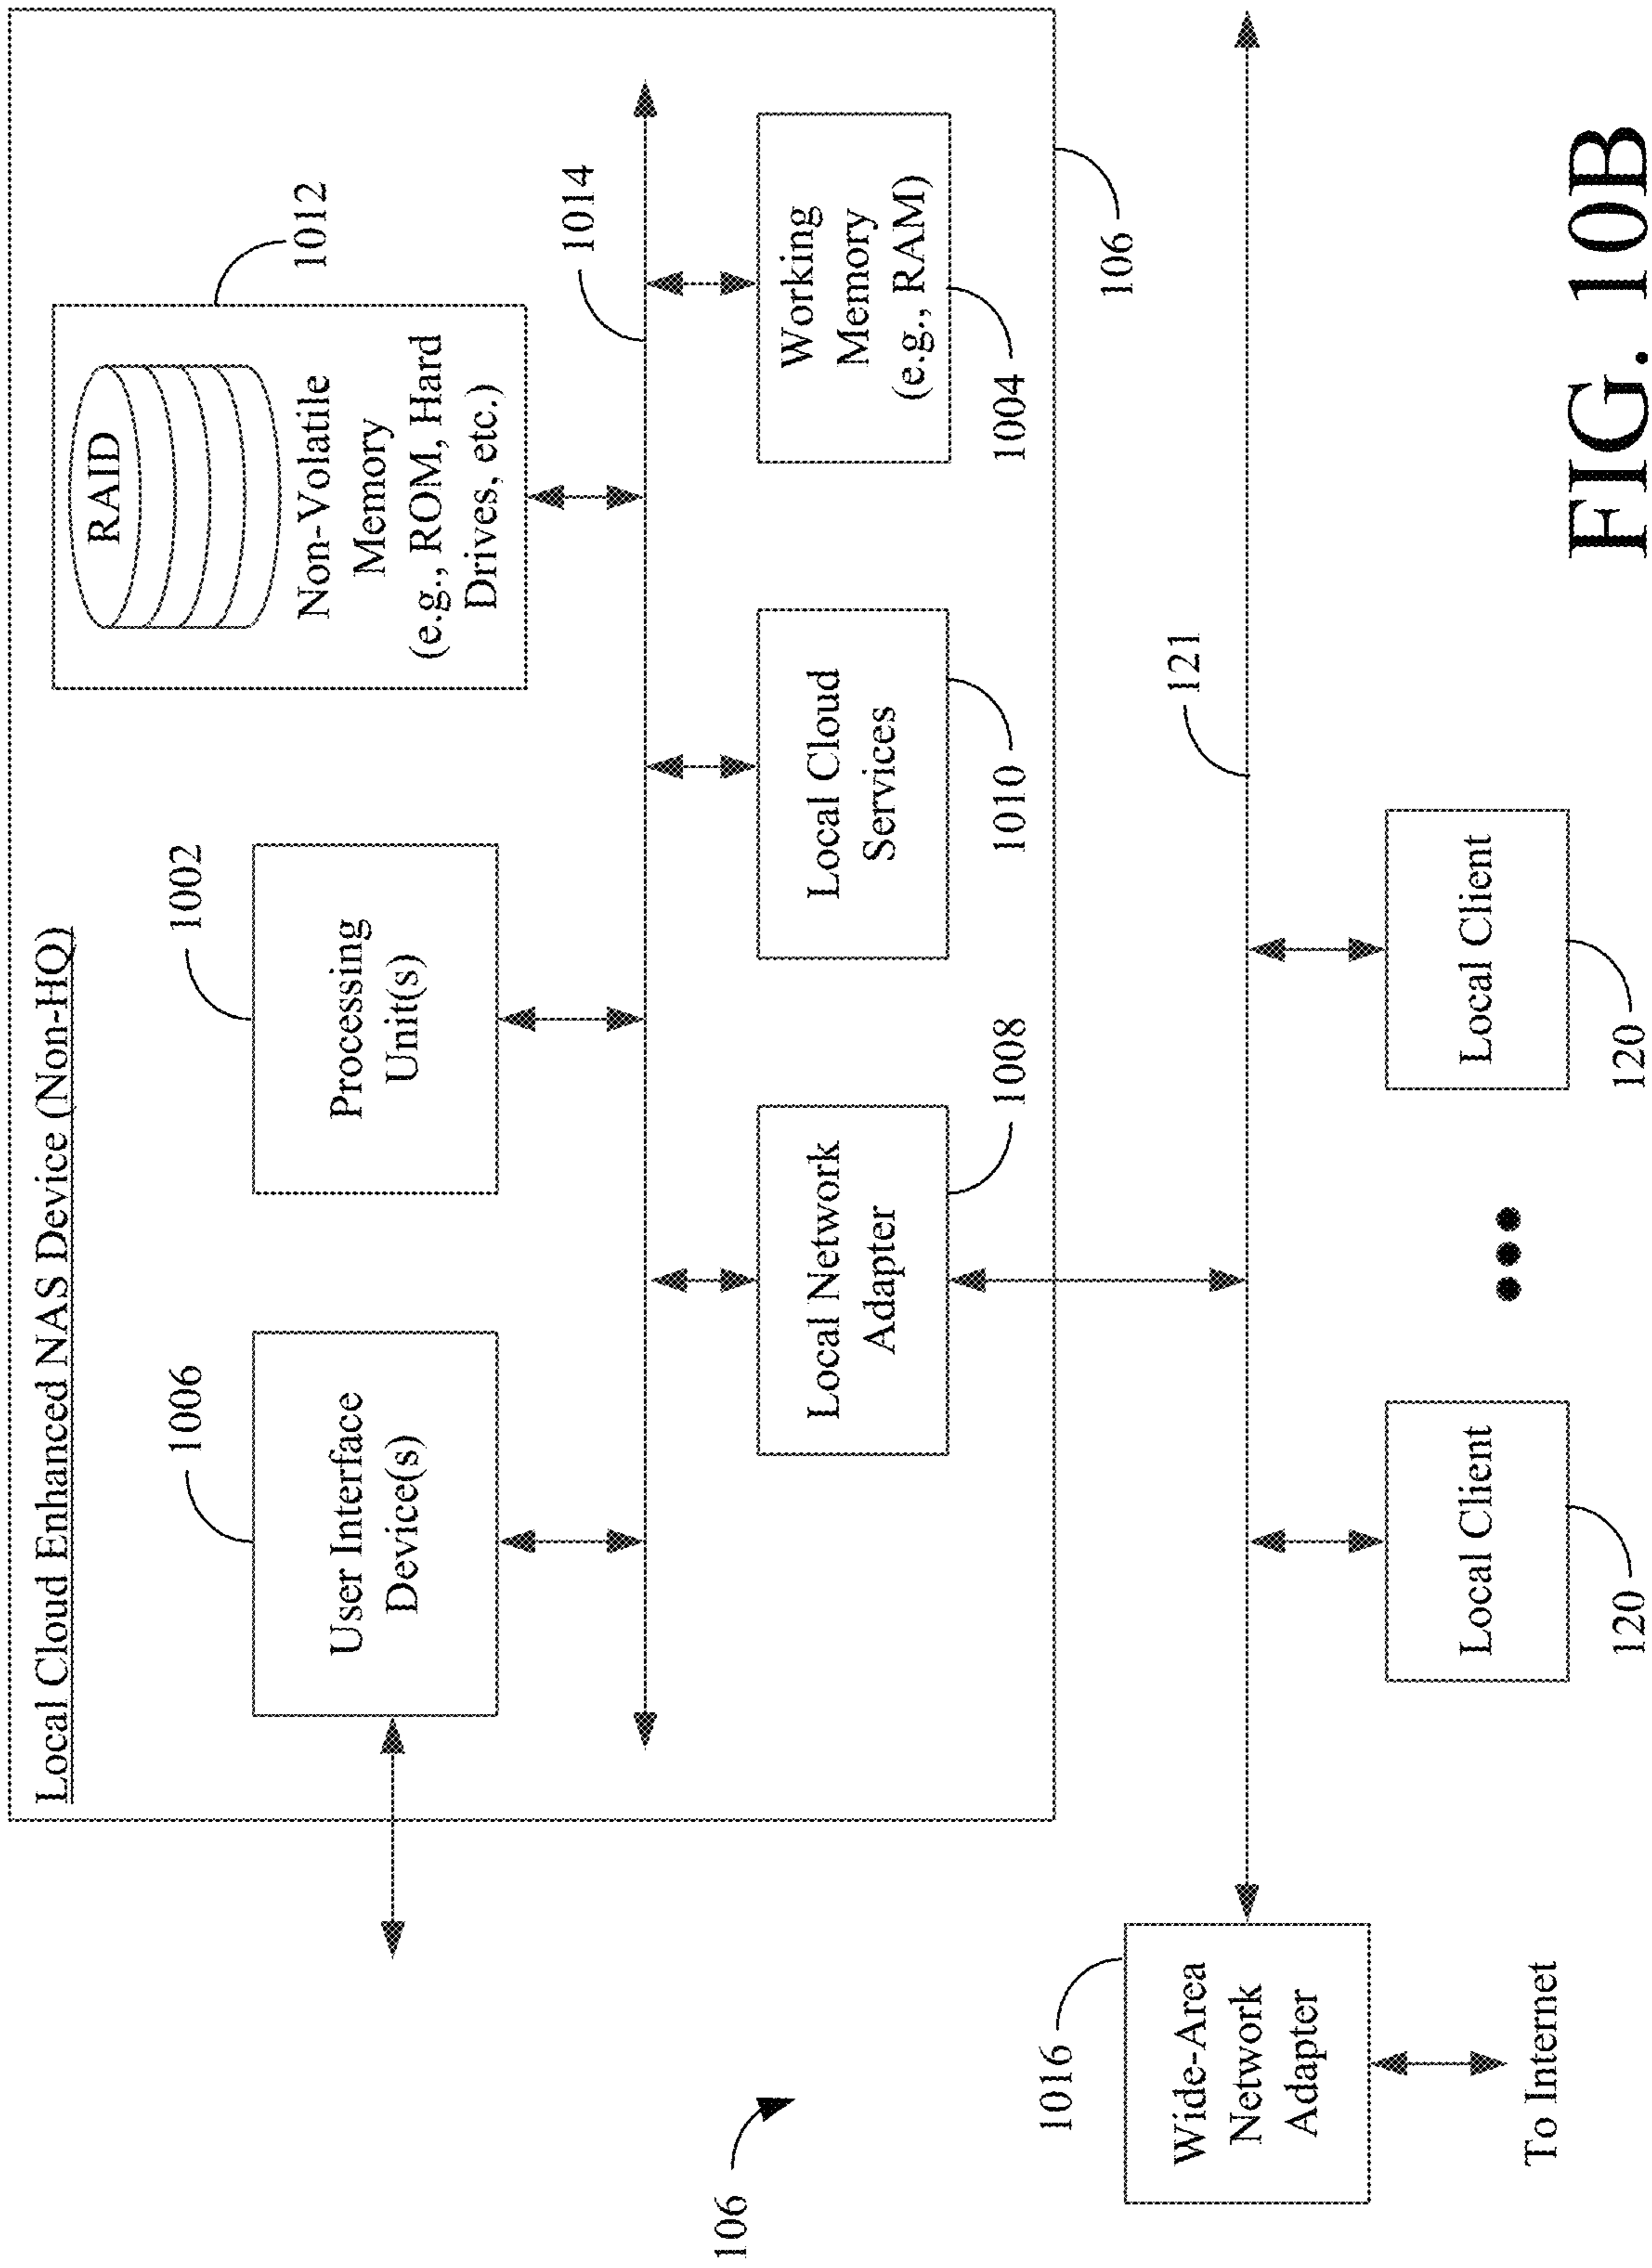 Local Cloud Enhanced NAS Device (Non-HQ)
1006
1002
1012
User Interface
Device(s)
Processing
Unit(s)
RAID
Non-Volatile
Memory
(e.g., ROM, Hard
Drives, etc.)
1014
Local Network
Adapter
1008
Local Cloud
Services
1010
Working
Memory
(e.g., RAM)
1004
106
106
1016
Wide-Area
Network
Adapter
To Internet
121
Local Client
120
Local Client
120
FIG. 10B